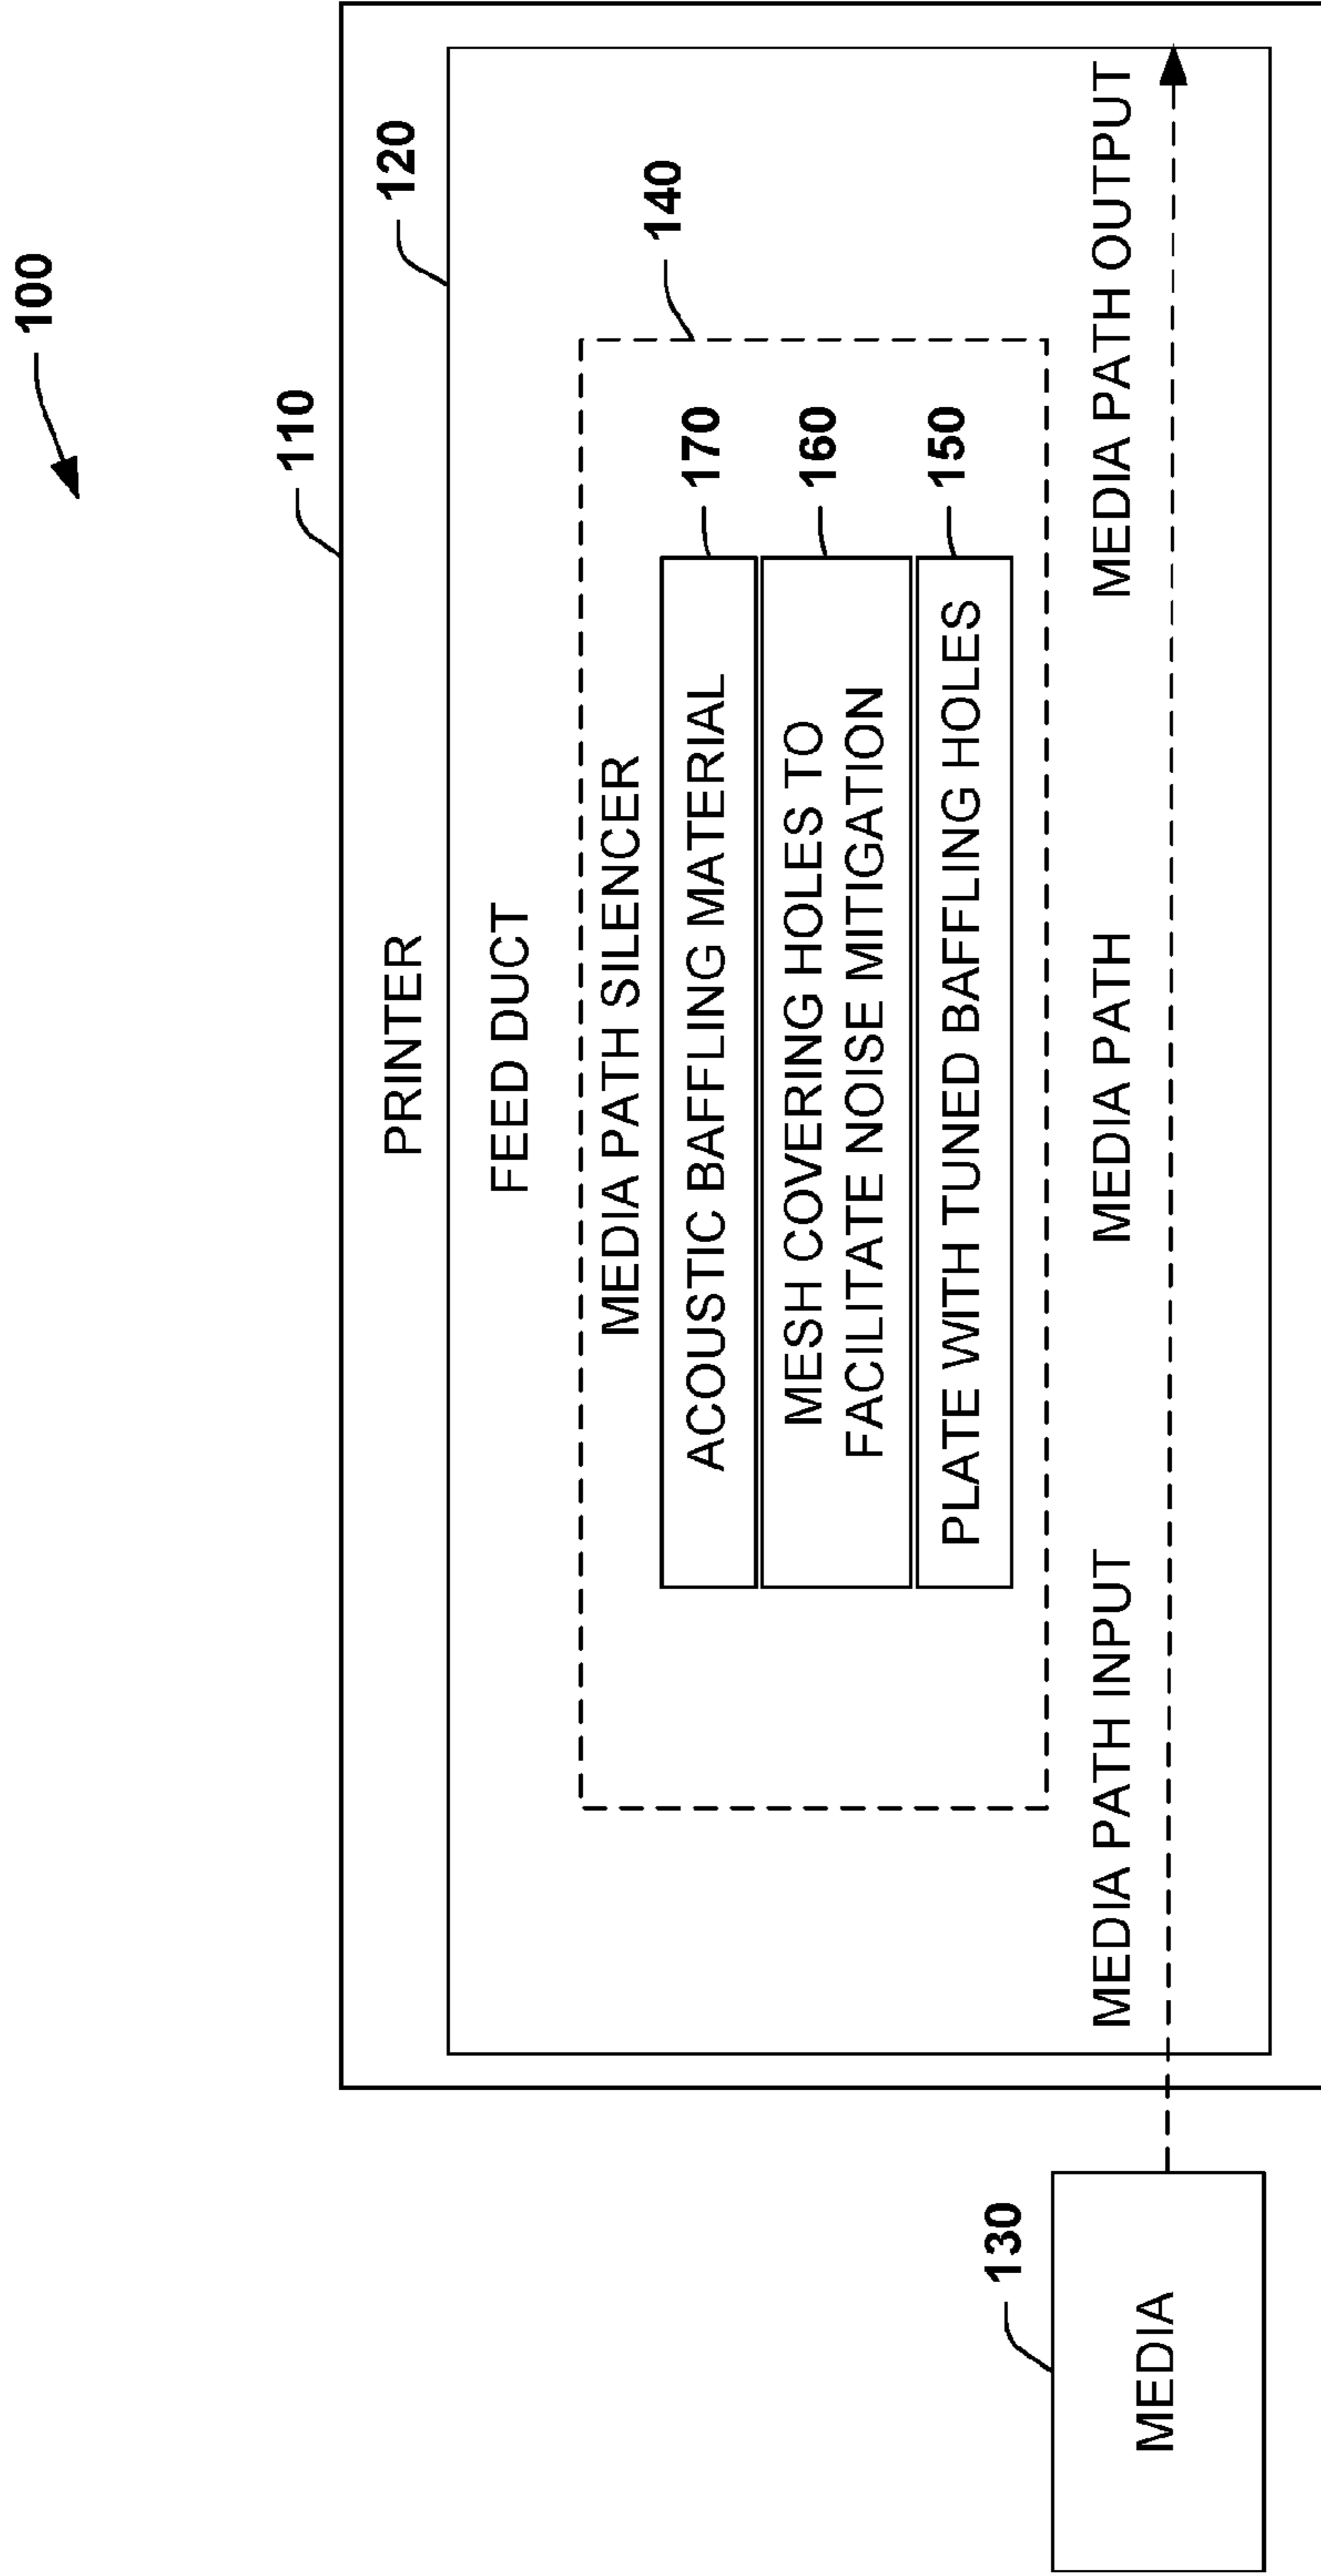 100
110
PRINTER
120
FEED DUCT
140
MEDIA PATH SILENCER
170
ACOUSTIC BAFFLING MATERIAL
160
MESH COVERING HOLES TO
FACILITATE NOISE MITIGATION
150
PLATE WITH TUNED BAFFLING HOLES
130
MEDIA
MEDIA PATH INPUT
MEDIA PATH
MEDIA PATH OUTPUT